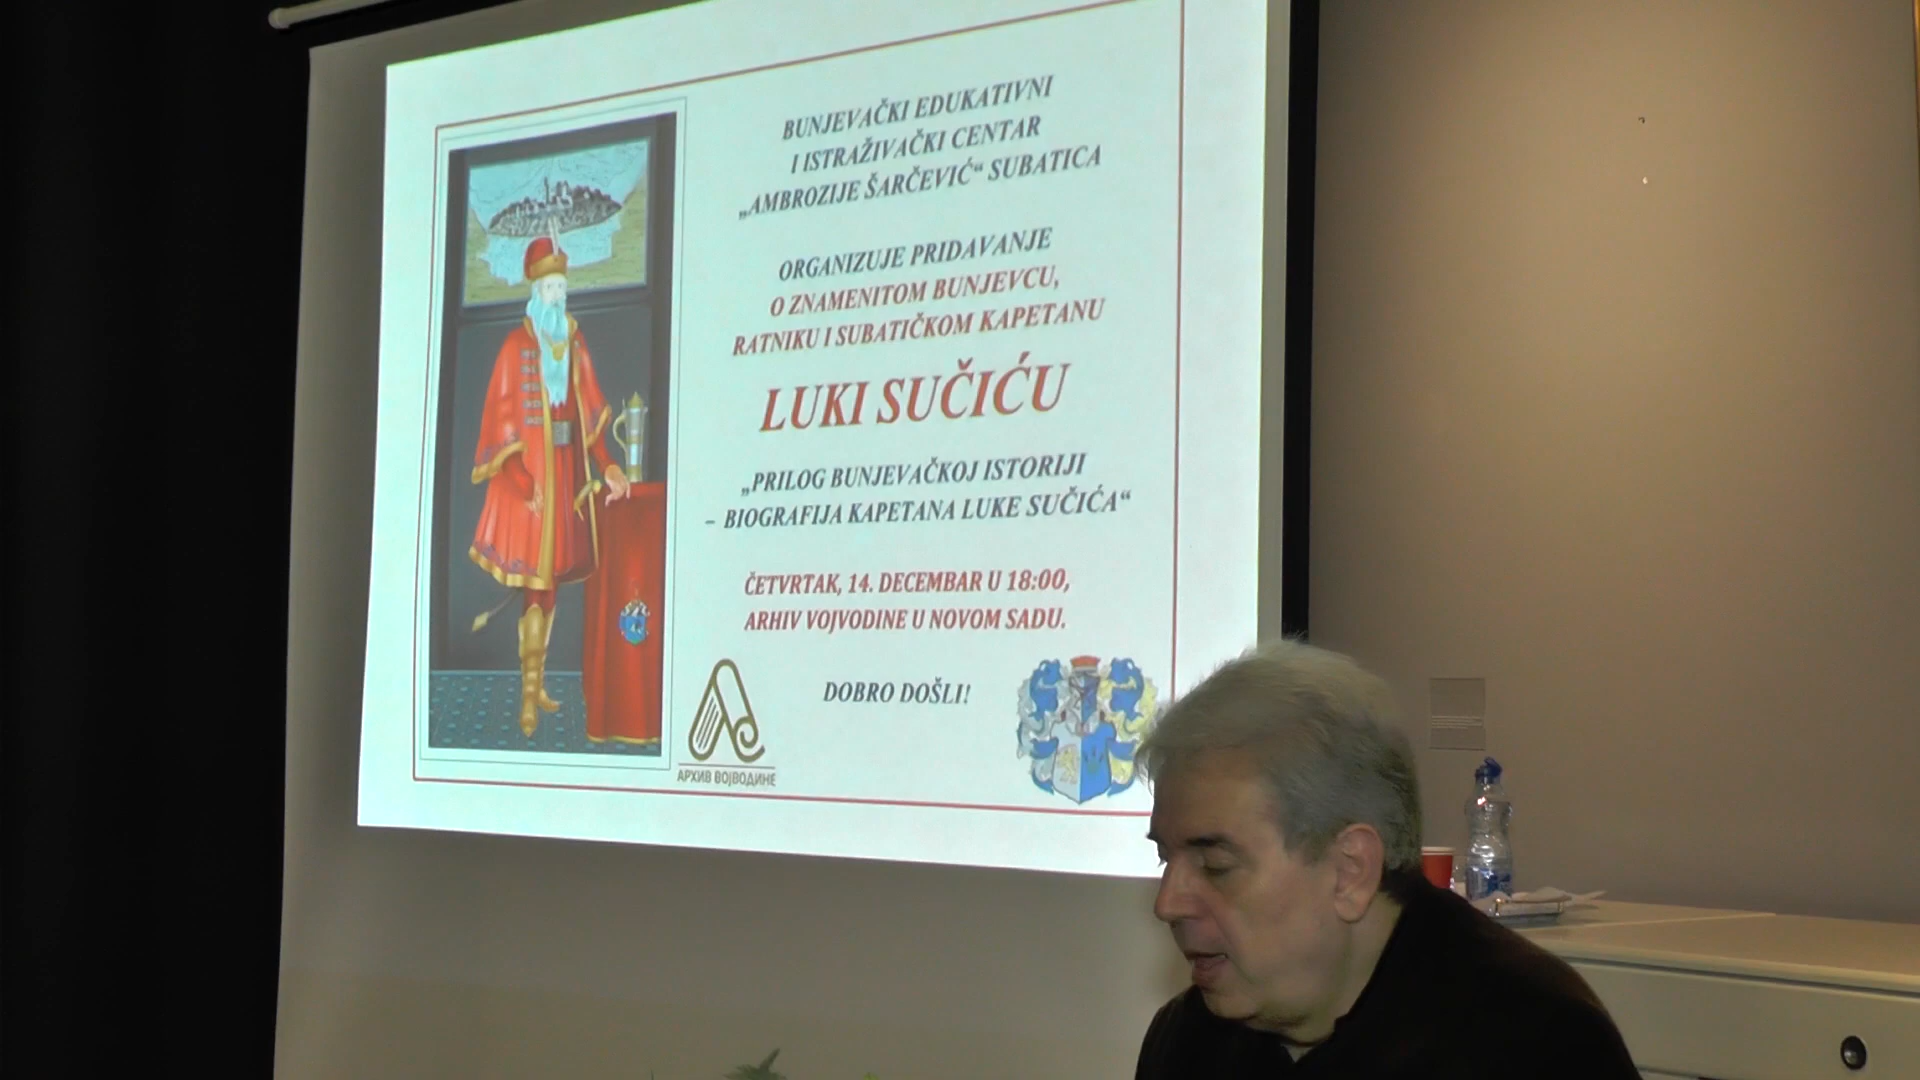 BUNJEVAČKI EDUKATIVNI
I ISTRAŽIVAČKI CENTAR
„AMBROZIJE ŠARČEVIĆ“ SUBATICA
ORGANIZUJE PRIDAVANJE
O ZNAMENITOM BUNJEVCU,
RATNIKU I SUBATIČKOM KAPETANU
LUKI SUČIĆU
„PRILOG BUNJEVAČKOJ ISTORIJI
– BIOGRAFIJA KAPETANA LUKE SUČIĆA“
ČETVRTAK, 14. DECEMBAR U 18:00,
ARHIV VOJVODINE U NOVOM SADU.
DOBRO DOŠLI!
АРХИВ ВОЈВОДИНЕ